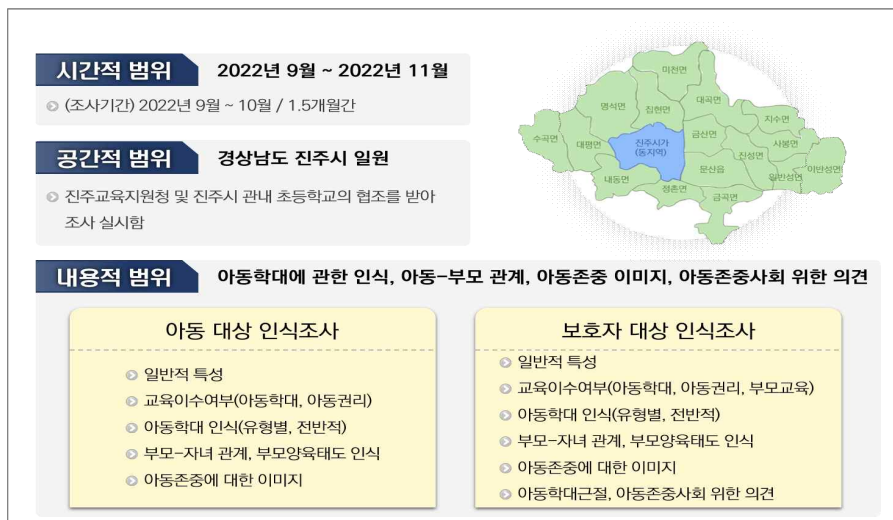 시간적 범위 2022년 9월 ~ 2022년 11월
(조사기간) 2022년 9월 ~ 10월 / 1.5개월간
공간적 범위 경상남도 진주시 일원
진주교육지원청 및 진주시 관내 초등학교의 협조를 받아
조사 실시함
미천면
명석면
집현면
대곡면
지수면
수곡면
대평면
진주시가
(동지역)
금산면
사봉면
진성면
이반성면
일반성면
내동면
문산읍
정촌면
금곡면
내용적 범위 아동학대에 관한 인식, 아동-부모 관계, 아동존중 이미지, 아동존중사회 위한 의견
아동 대상 인식조사
일반적 특성
교육이수여부(아동학대, 아동권리)
아동학대 인식(유형별, 전반적)
부모-자녀 관계, 부모양육태도 인식
아동존중에 대한 이미지
보호자 대상 인식조사
일반적 특성
교육이수여부(아동학대, 아동권리, 부모교육)
아동학대 인식(유형별, 전반적)
부모-자녀 관계, 부모양육태도 인식
아동존중에 대한 이미지
아동학대근절, 아동존중사회 위한 의견